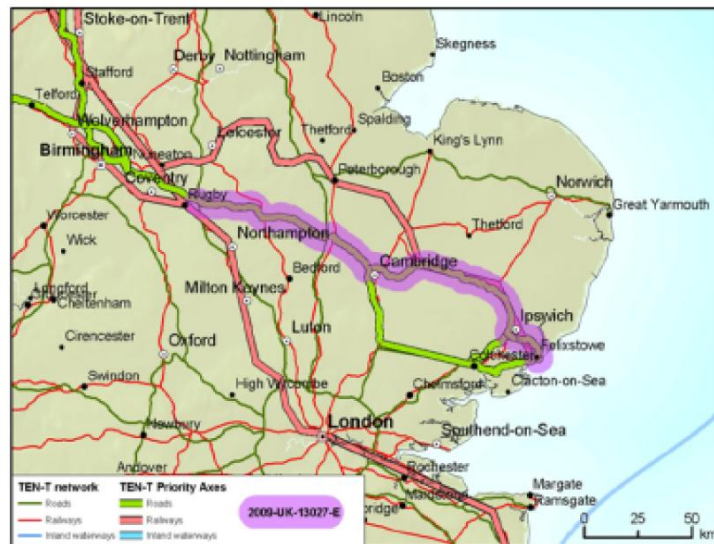 Stoke-on-Trent
Lincoln
Skegness
Derby
Nottingham
Stafford
Boston
Telford
Wolverhampton
Leicester
Thetford
Spalding
King's Lynn
Birmingham
Nuneaton
Peterborough
Norwich
Coventry
Rugby
Great Yarmouth
Worcester
Wick
Northampton
Thetford
Cambridge
Bedford
Milton Keynes
Cheltenham
Ipswich
Cirencester
Oxford
Lulon
Felixstowe
Swindon
High Wycombe
Chelmsford
Clacton-on-Sea
London
Newbury
Southend-on-Sea
Andover
Rochester
Margate
Maidstone
Ramsgate
TEN-T network
TEN-T Priority Axes
Roads
Roads
Railways
Railways
Inland waterways
Inland waterways
2009-UK-13027-E
0 25 50
km